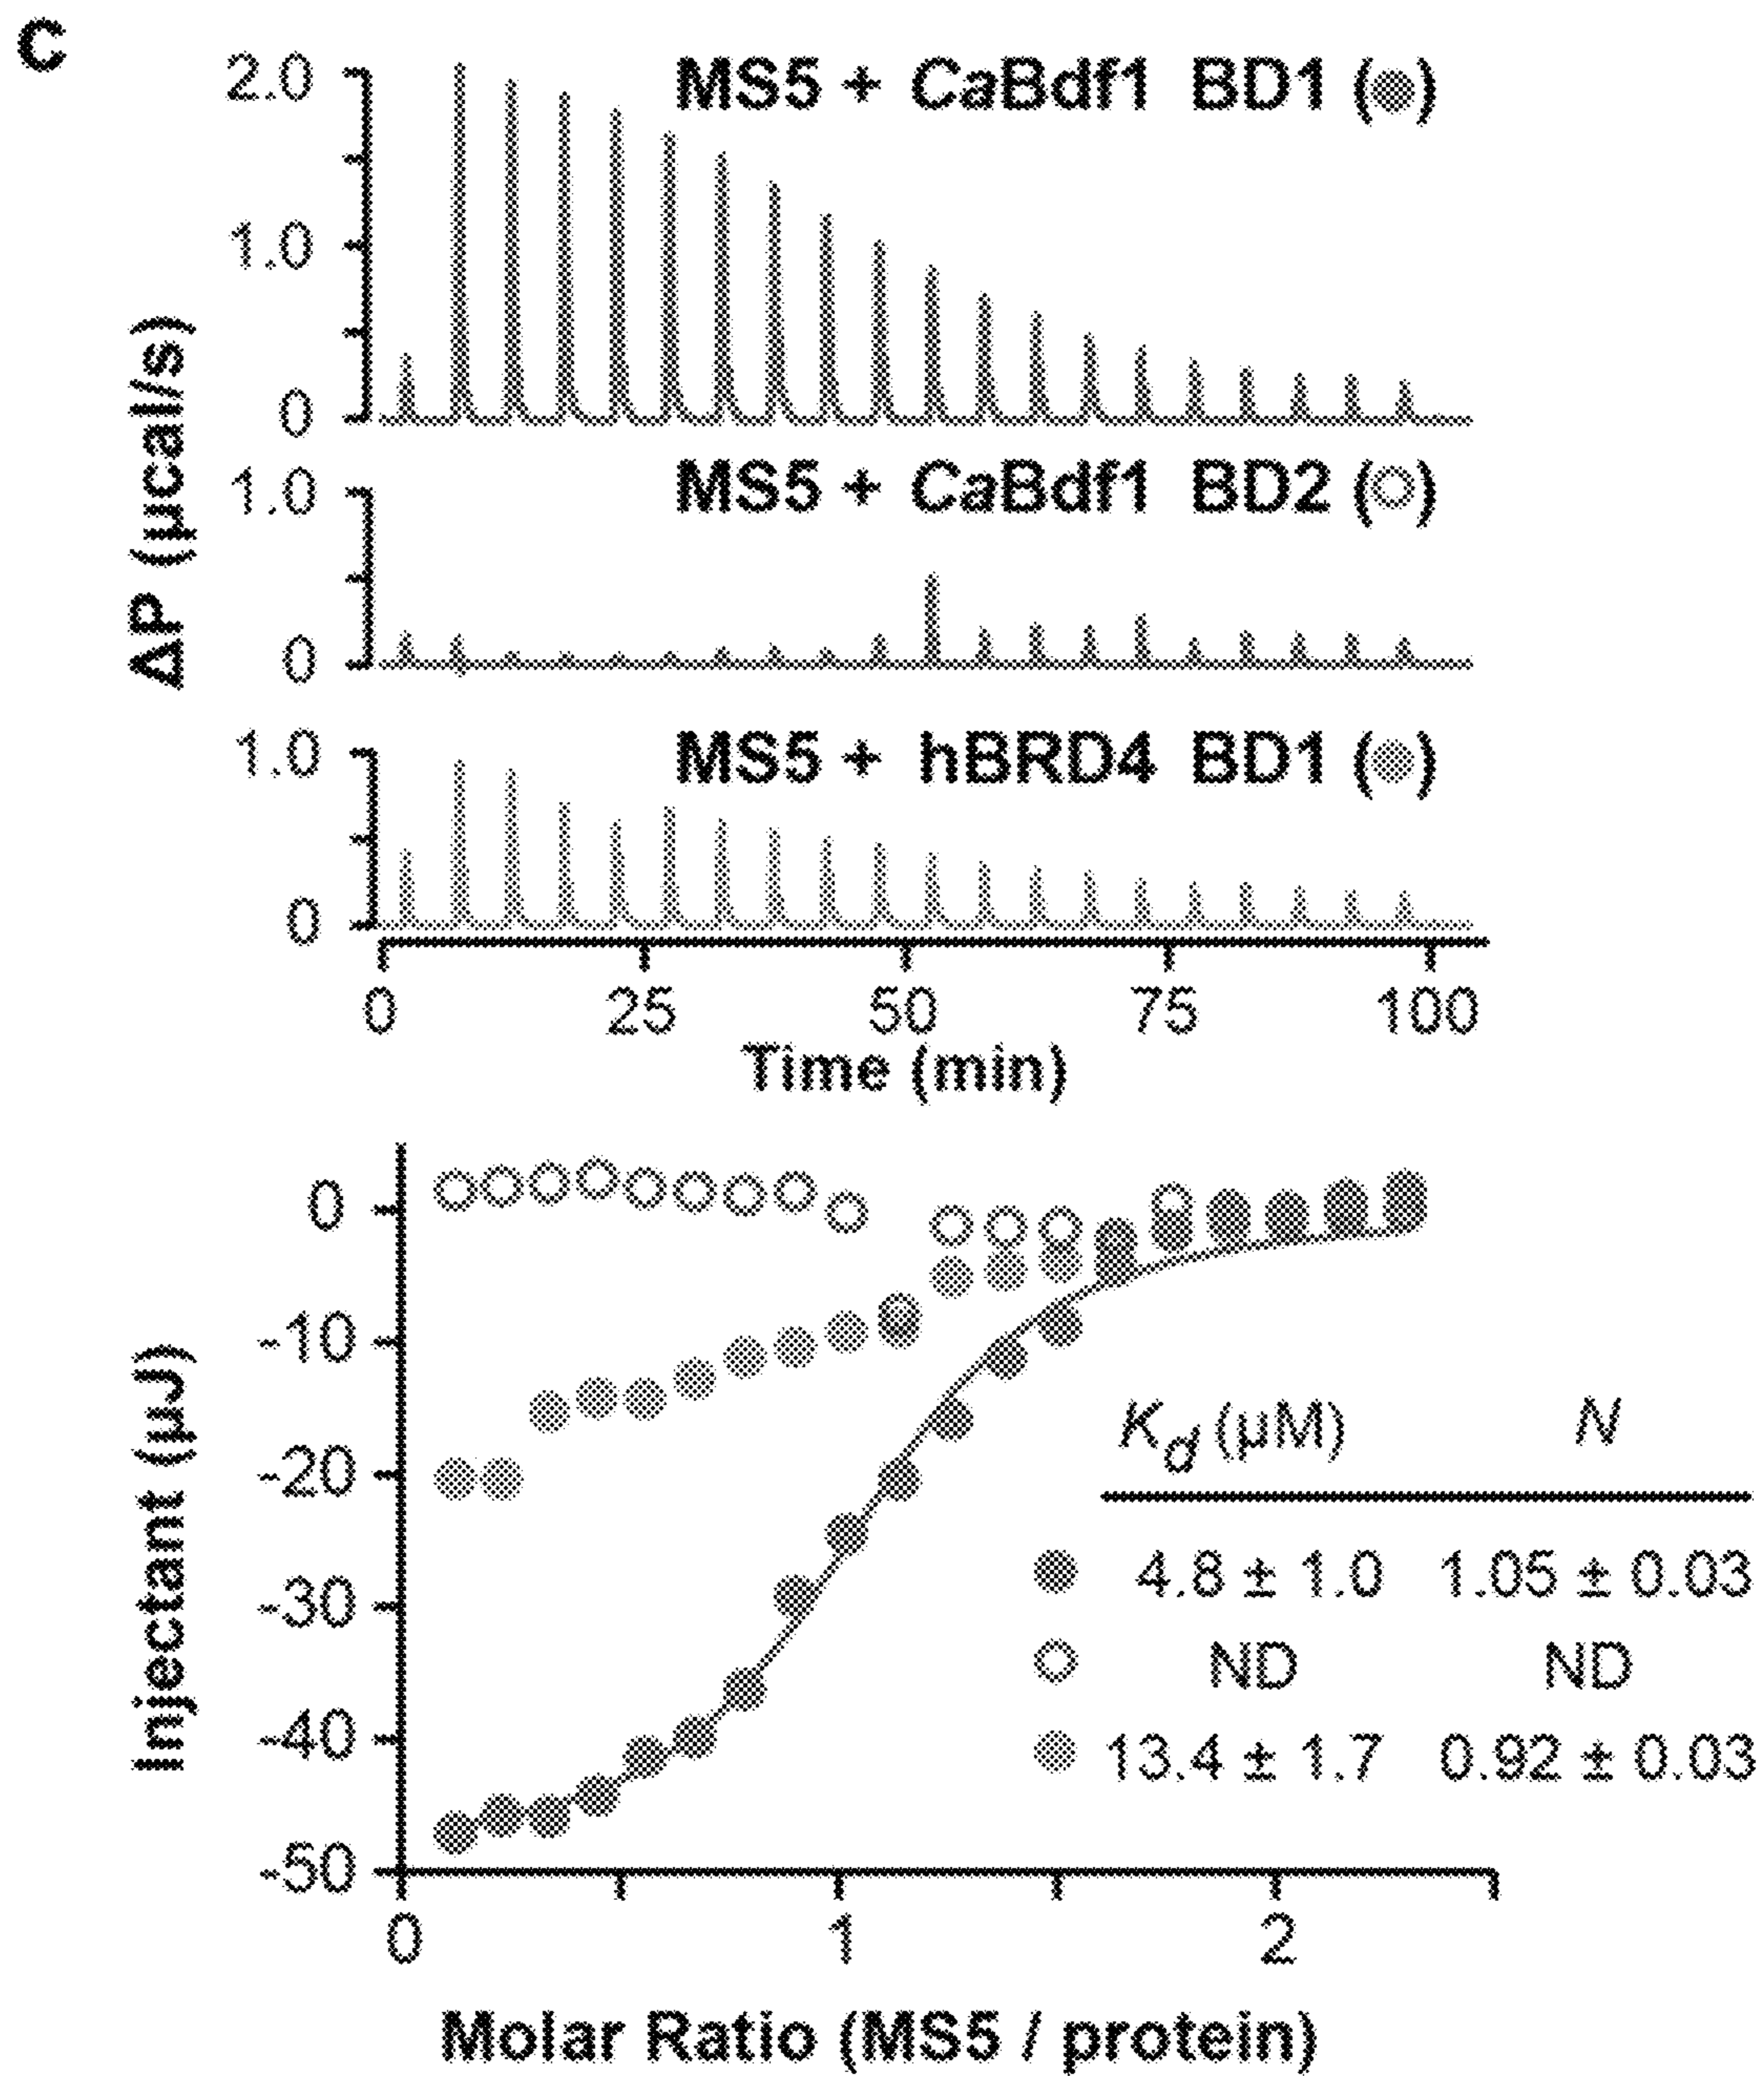 c
2.0
MS5 + CaBdf1 BD1 ( )
1.0
0
1.0
MS5 + CaBdf1 BD2 ( )
0
1.0
MS5 + hBRD4 BD1 ( )
0
ΔP (µcal/s)
0 25 50 75 100
Time (min)
0
-10
-20
-30
-40
-50
Injectant (µJ)
Kd (µM) N
4.8 ± 1.0 1.05 ± 0.03
ND ND
13.4 ± 1.7 0.92 ± 0.03
0 1 2
Molar Ratio (MS5 / protein)